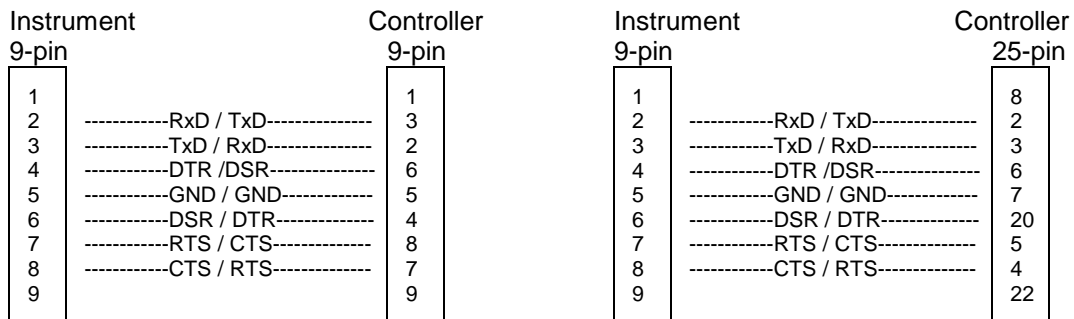 Instrument Controller Instrument Controller
9-pin 9-pin 9-pin 25-pin
1 1 1 8
2 -------------RxD / TxD---------------- 3 2 -------------RxD / TxD---------------- 2
3 -------------TxD / RxD---------------- 2 3 -------------TxD / RxD---------------- 3
4 -------------DTR /DSR---------------- 6 4 -------------DTR /DSR---------------- 6
5 -------------GND / GND------------- 5 5 -------------GND / GND------------- 7
6 -------------DSR / DTR--------------- 4 6 -------------DSR / DTR--------------- 20
7 -------------RTS / CTS--------------- 8 7 -------------RTS / CTS--------------- 5
8 -------------CTS / RTS--------------- 7 8 -------------CTS / RTS--------------- 4
9 9 9 22